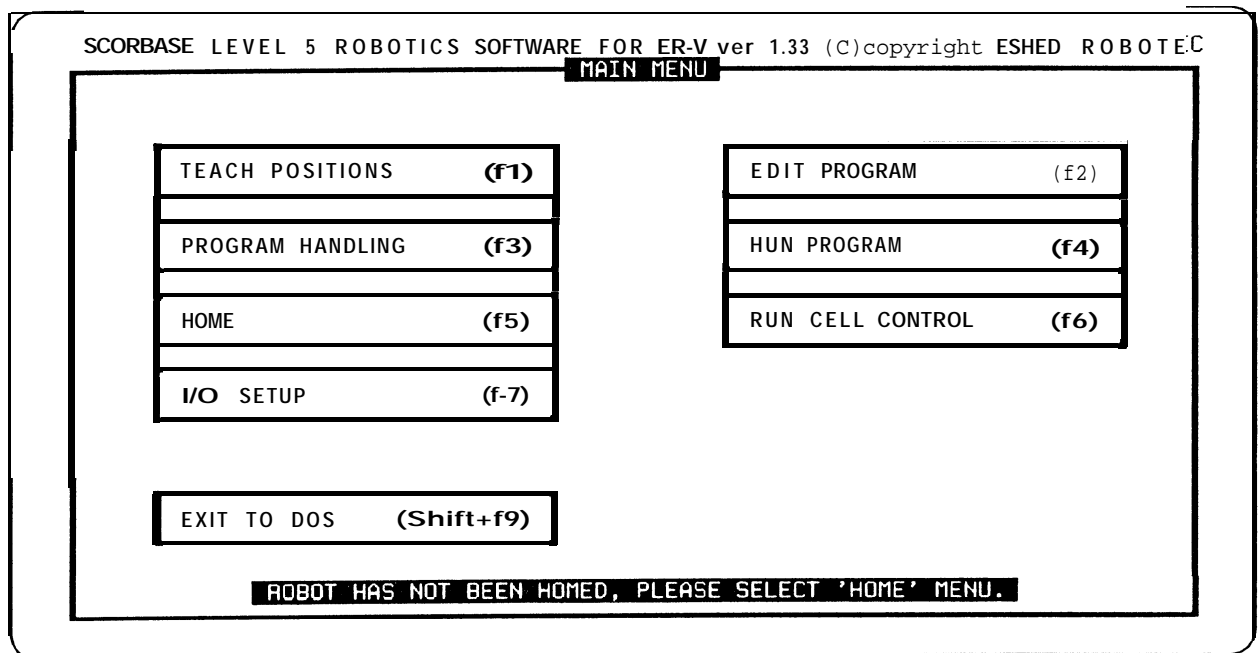 SCORBASE LEVEL 5 ROBOTICS SOFTWARE FOR ER-V ver 1.33 (C)copyright ESHED ROBOTEC
MAIN MENU
TEACH POSITIONS (f1)
EDIT PROGRAM (f2)
PROGRAM HANDLING (f3)
HUN PROGRAM (f4)
HOME (f5)
RUN CELL CONTROL (f6)
I/O SETUP (f-7)
EXIT TO DOS (Shift+f9)
ROBOT HAS NOT BEEN HOMED, PLEASE SELECT 'HOME' MENU.